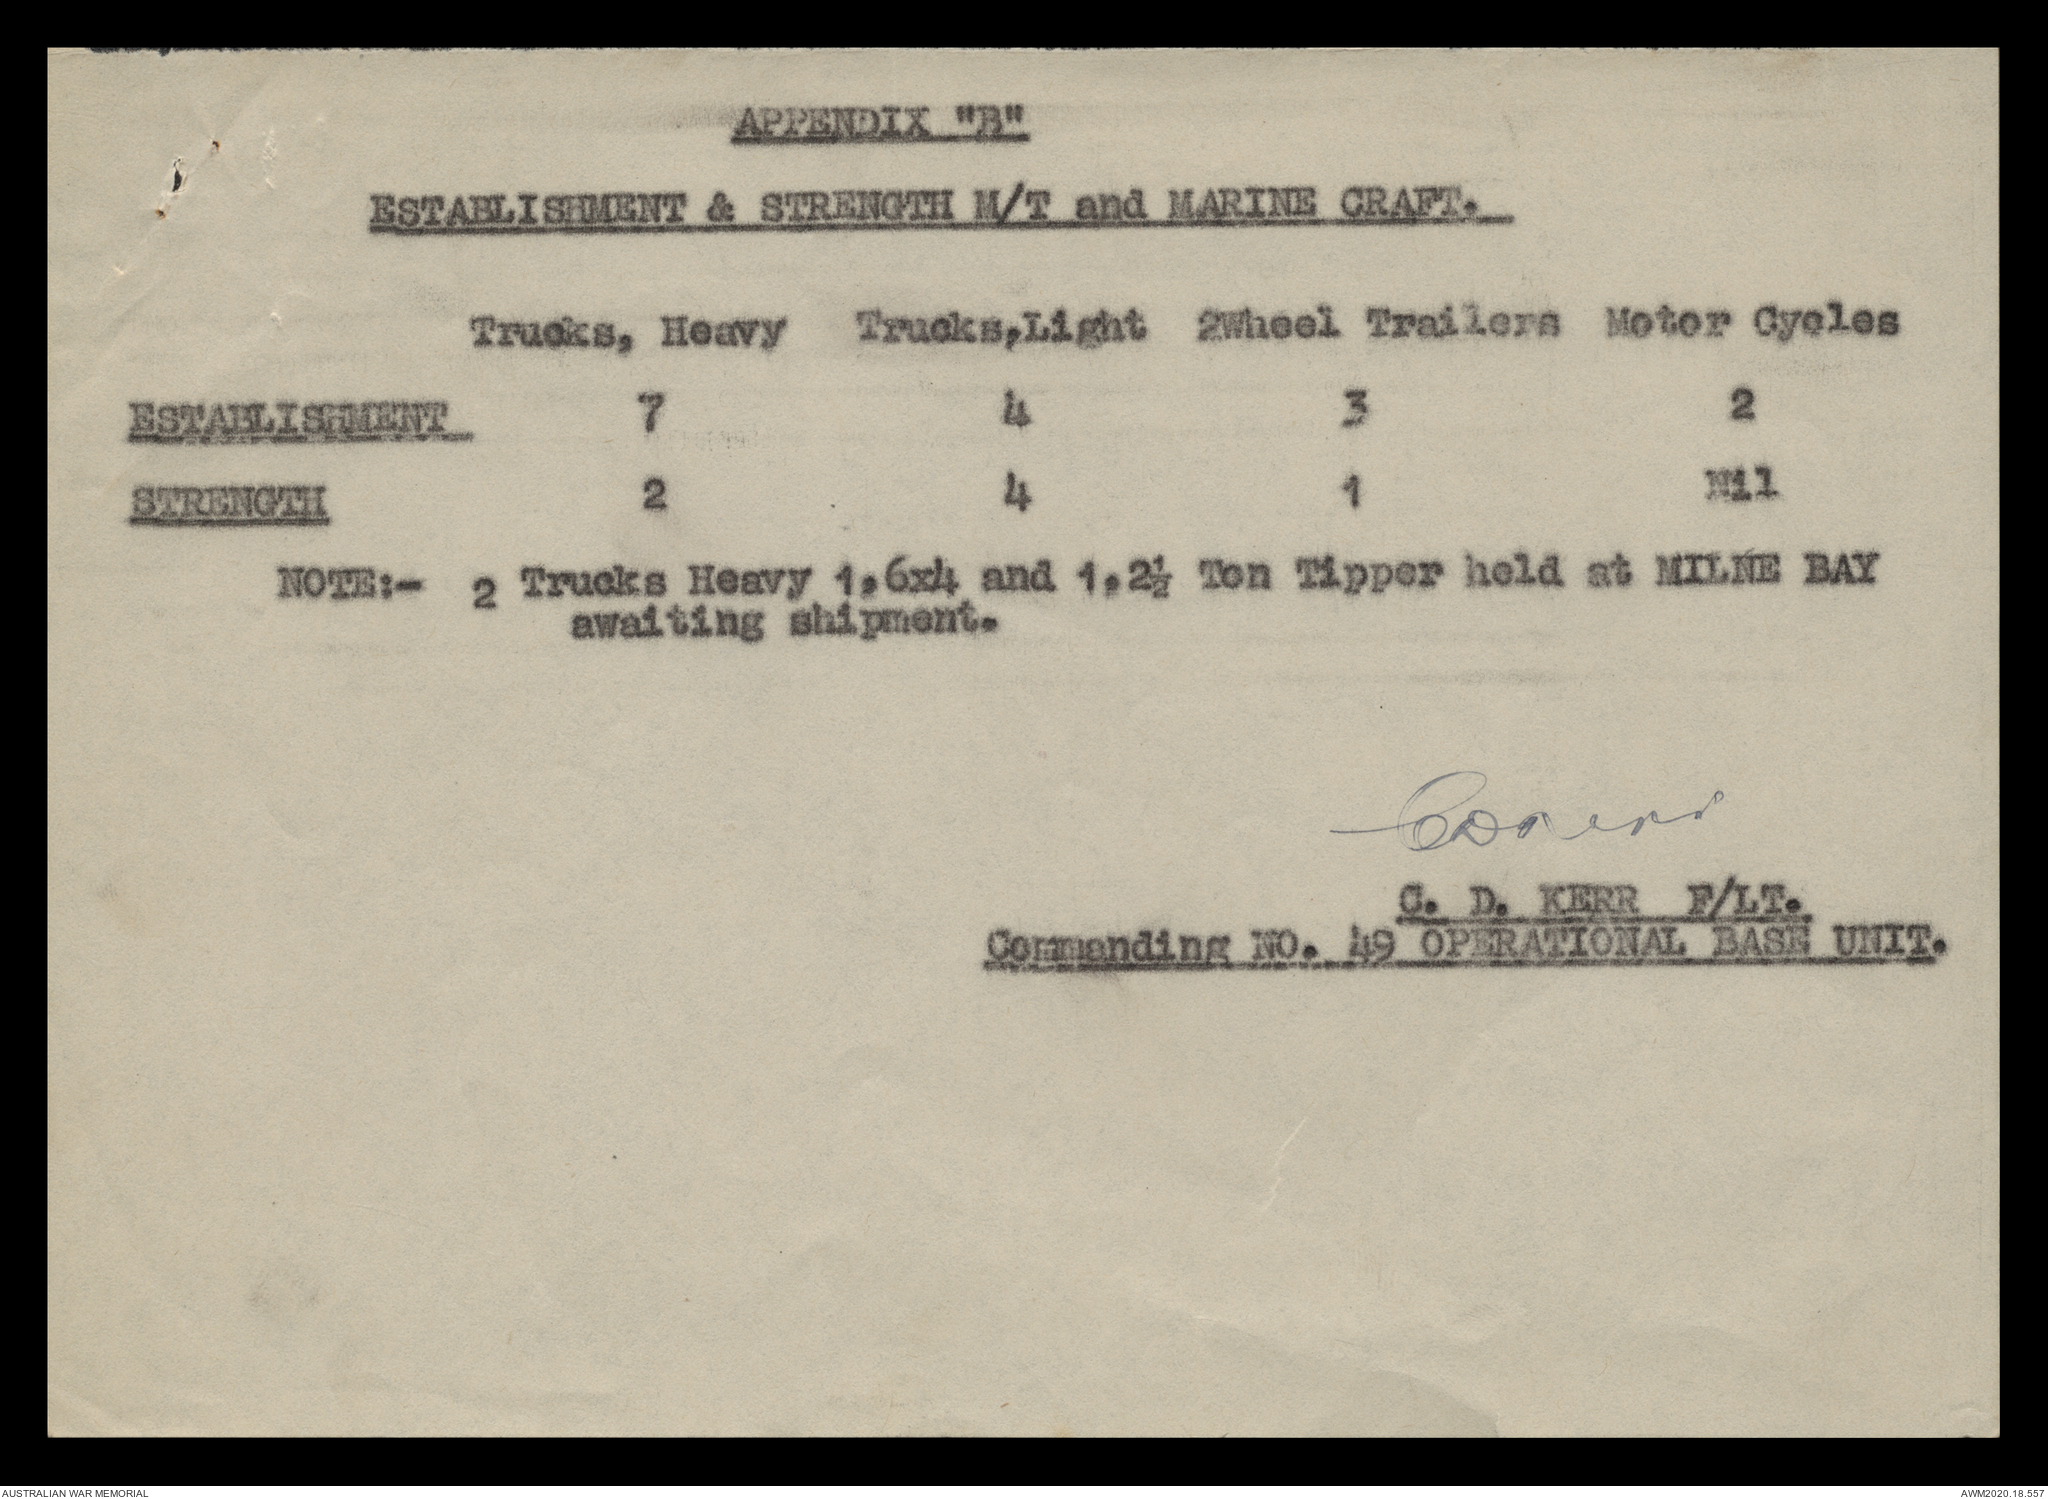 APPENDIX "B"
ESTABLISHMENT & STRENGTH M/T and MARINE CRAFT.
Trucks, Heavy Trucks,Light 2Wheel Trailers Motor Cycles
ESTABLISHMENT 7 4 3 2
STRENGTH 2 4 1 Nil
NOTE:- 2 Trucks Heavy 1,6x4 and 1,2½ Ton Tipper held at MILNE BAY
awaiting shipment.
C. D. KERR F/LT.
Commanding NO. 49 OPERATIONAL BASE UNIT.
AUSTRALIAN WAR MEMORIAL AWM2020.18.557